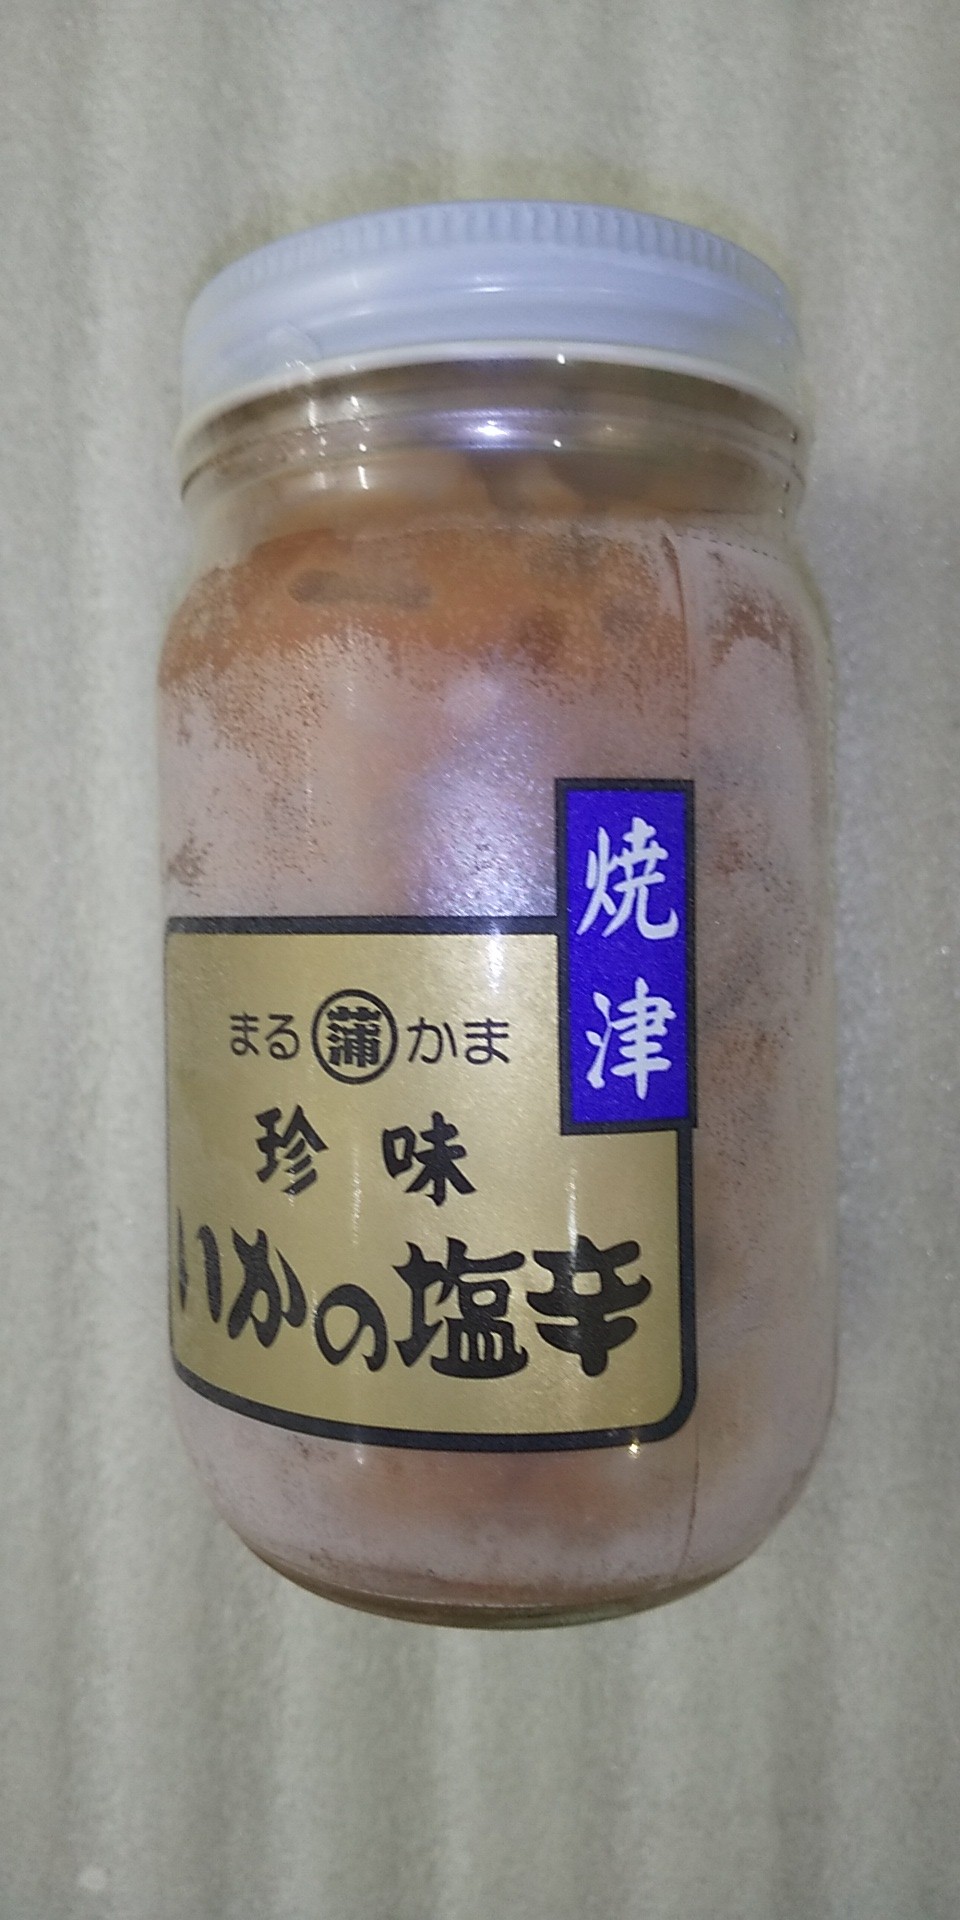 焼津
まる蒲かま
珍味
いかの塩辛